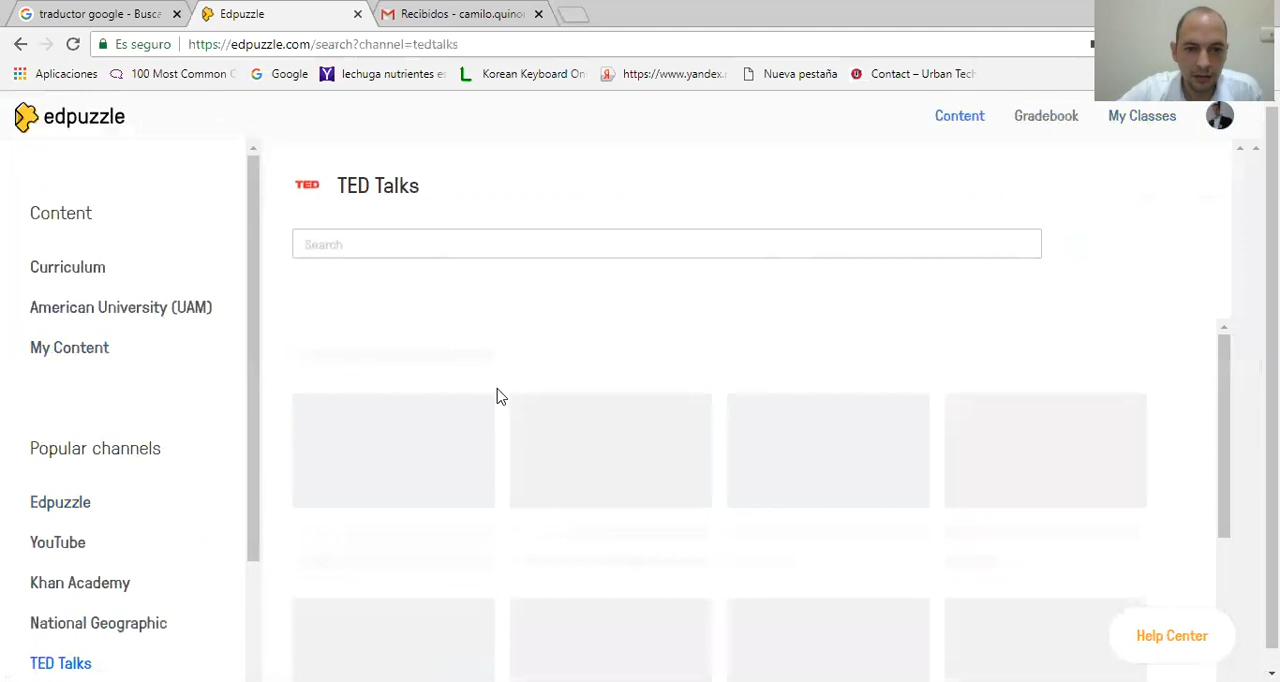 traductor google - Busca
Edpuzzle
Recibidos - camilo.quino
Es seguro
https://edpuzzle.com/search?channel=tedtalks
Aplicaciones
100 Most Common C
Google
lechuga nutrientes e
Korean Keyboard On
https://www.yandex.
Nueva pestaña
Contact – Urban Tech
edpuzzle
Content
Gradebook
My Classes
Content
Curriculum
American University (UAM)
My Content
Popular channels
Edpuzzle
YouTube
Khan Academy
National Geographic
TED Talks
TED
TED Talks
Search
Help Center